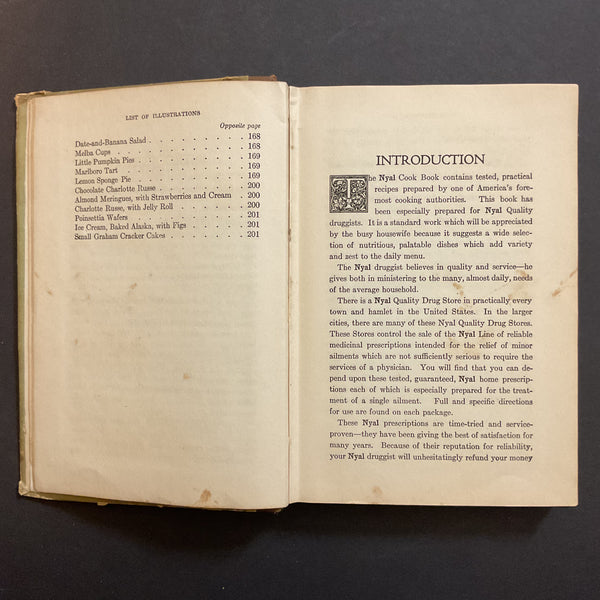 LIST OF ILLUSTRATIONS
Opposite page
Date-and-Banana Salad . . . . . . . . . . 168
Melba Cups . . . . . . . . . . . . 168
Little Pumpkin Pies . . . . . . . . . . . 169
Marlboro Tart . . . . . . . . . . . . 169
Lemon Sponge Pie . . . . . . . . . . . 169
Chocolate Charlotte Russe . . . . . . . . . 200
Almond Meringues, with Strawberries and Cream . . . . 200
Charlotte Russe, with Jelly Roll . . . . . . . . 200
Poinsettia Wafers . . . . . . . . . . . 201
Ice Cream, Baked Alaska, with Figs . . . . . . . 201
Small Graham Cracker Cakes . . . . . . . . . 201
INTRODUCTION
The Nyal Cook Book contains tested, practical
recipes prepared by one of America's fore-
most cooking authorities. This book has
been especially prepared for Nyal Quality
druggists. It is a standard work which will be appreciated
by the busy housewife because it suggests a wide selec-
tion of nutritious, palatable dishes which add variety
and zest to the daily menu.
The Nyal druggist believes in quality and service—he
gives both in ministering to the many, almost daily, needs
of the average household.
There is a Nyal Quality Drug Store in practically every
town and hamlet in the United States. In the larger
cities, there are many of these Nyal Quality Drug Stores.
These Stores control the sale of the Nyal Line of reliable
medicinal prescriptions intended for the relief of minor
ailments which are not sufficiently serious to require the
services of a physician. You will find that you can de-
pend upon these tested, guaranteed, Nyal home prescrip-
tions each of which is especially prepared for the treat-
ment of a single ailment. Full and specific directions
for use are found on each package.
These Nyal prescriptions are time-tried and service-
proven—they have been giving the best of satisfaction for
many years. Because of their reputation for reliability,
your Nyal druggist will unhesitatingly refund your money